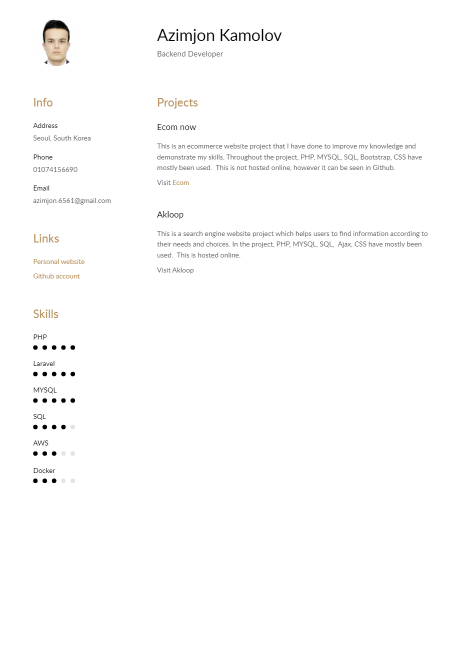 Azimjon Kamolov
Backend Developer
Info
Address
Seoul, South Korea
Phone
01074156690
Email
azimjon.6561@gmail.com
Links
Personal website
Github account
Skills
PHP
Laravel
MYSQL
SQL
AWS
Docker
Projects
Ecom now
This is an ecommerce website project that I have done to improve my knowledge and
demonstrate my skills. Throughout the project, PHP, MYSQL, SQL, Bootstrap, CSS have
mostly been used.  This is not hosted online, however it can be seen in Github.
Visit Ecom
Akloop
This is a search engine website project which helps users to find information according to
their needs and choices. In the project, PHP, MYSQL, SQL,  Ajax, CSS have mostly been
used.  This is hosted online.
Visit Akloop